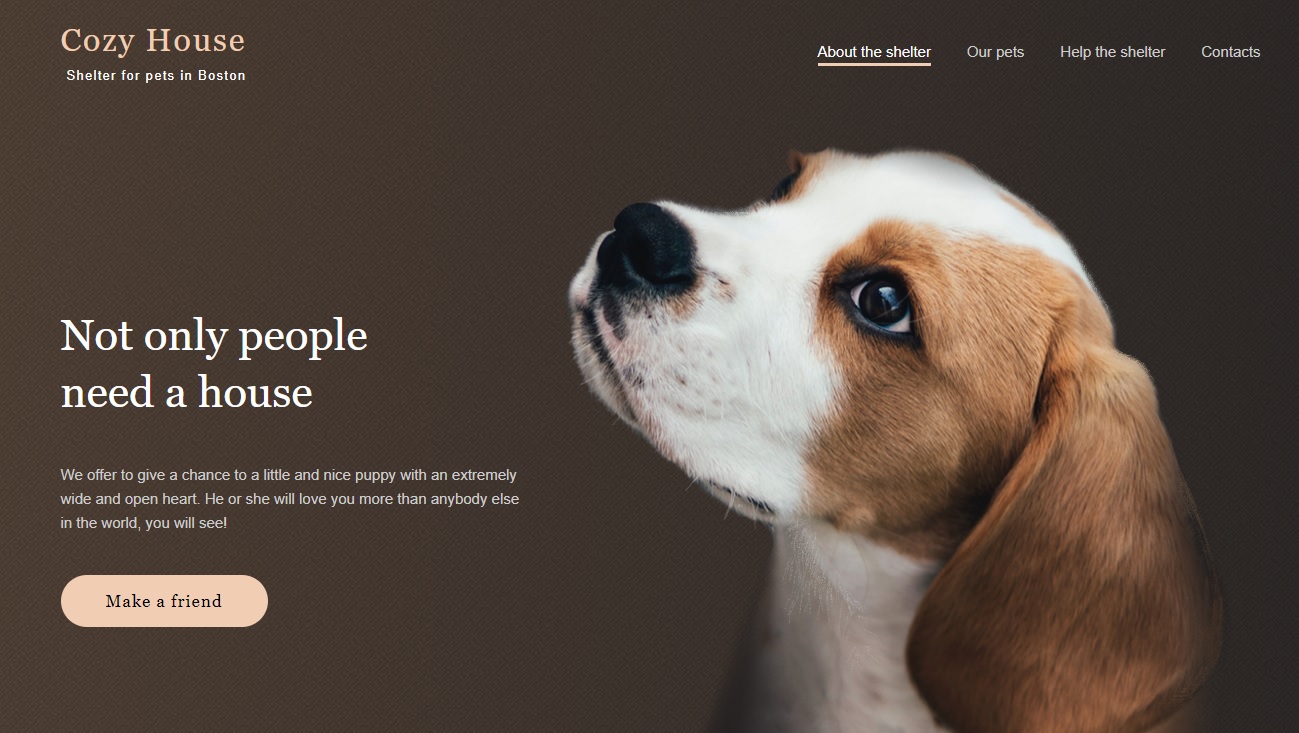 Cozy House
Shelter for pets in Boston
About the shelter
Our pets
Help the shelter
Contacts
Not only people
need a house
We offer to give a chance to a little and nice puppy with an extremely
wide and open heart. He or she will love you more than anybody else
in the world, you will see!
Make a friend